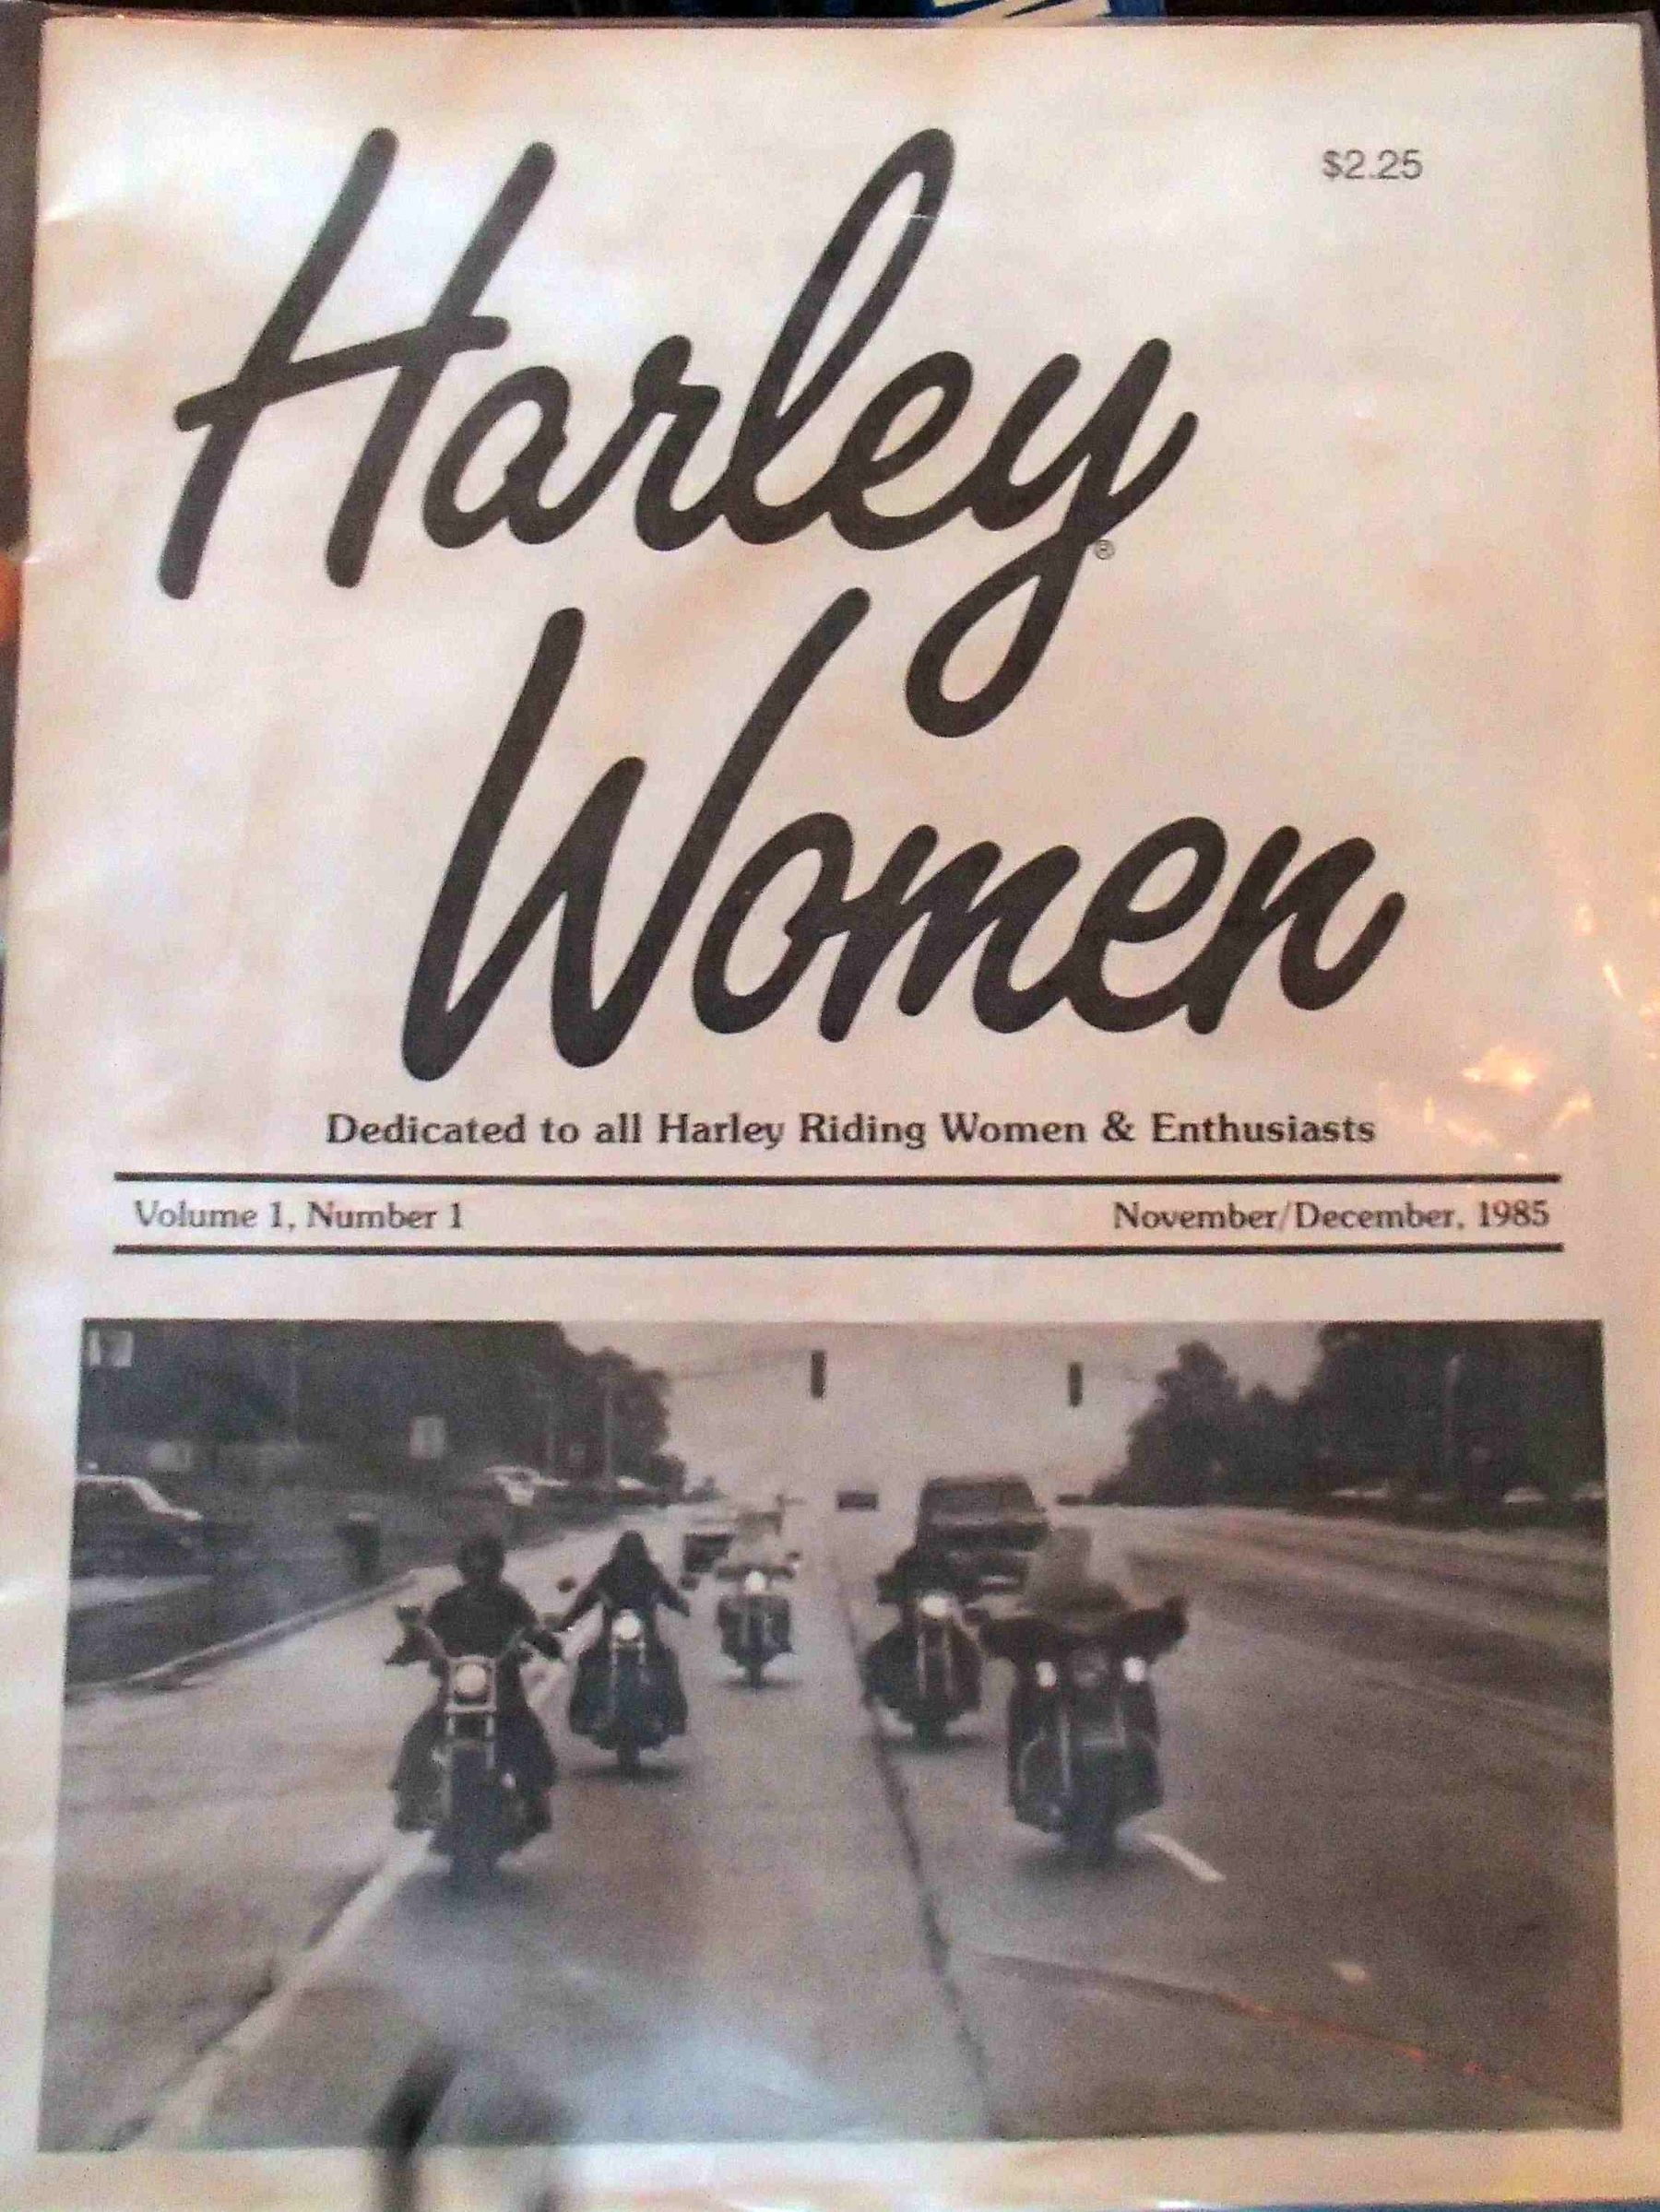 $2.25
Harley®
Women
Dedicated to all Harley Riding Women & Enthusiasts
Volume 1, Number 1 November/December, 1985